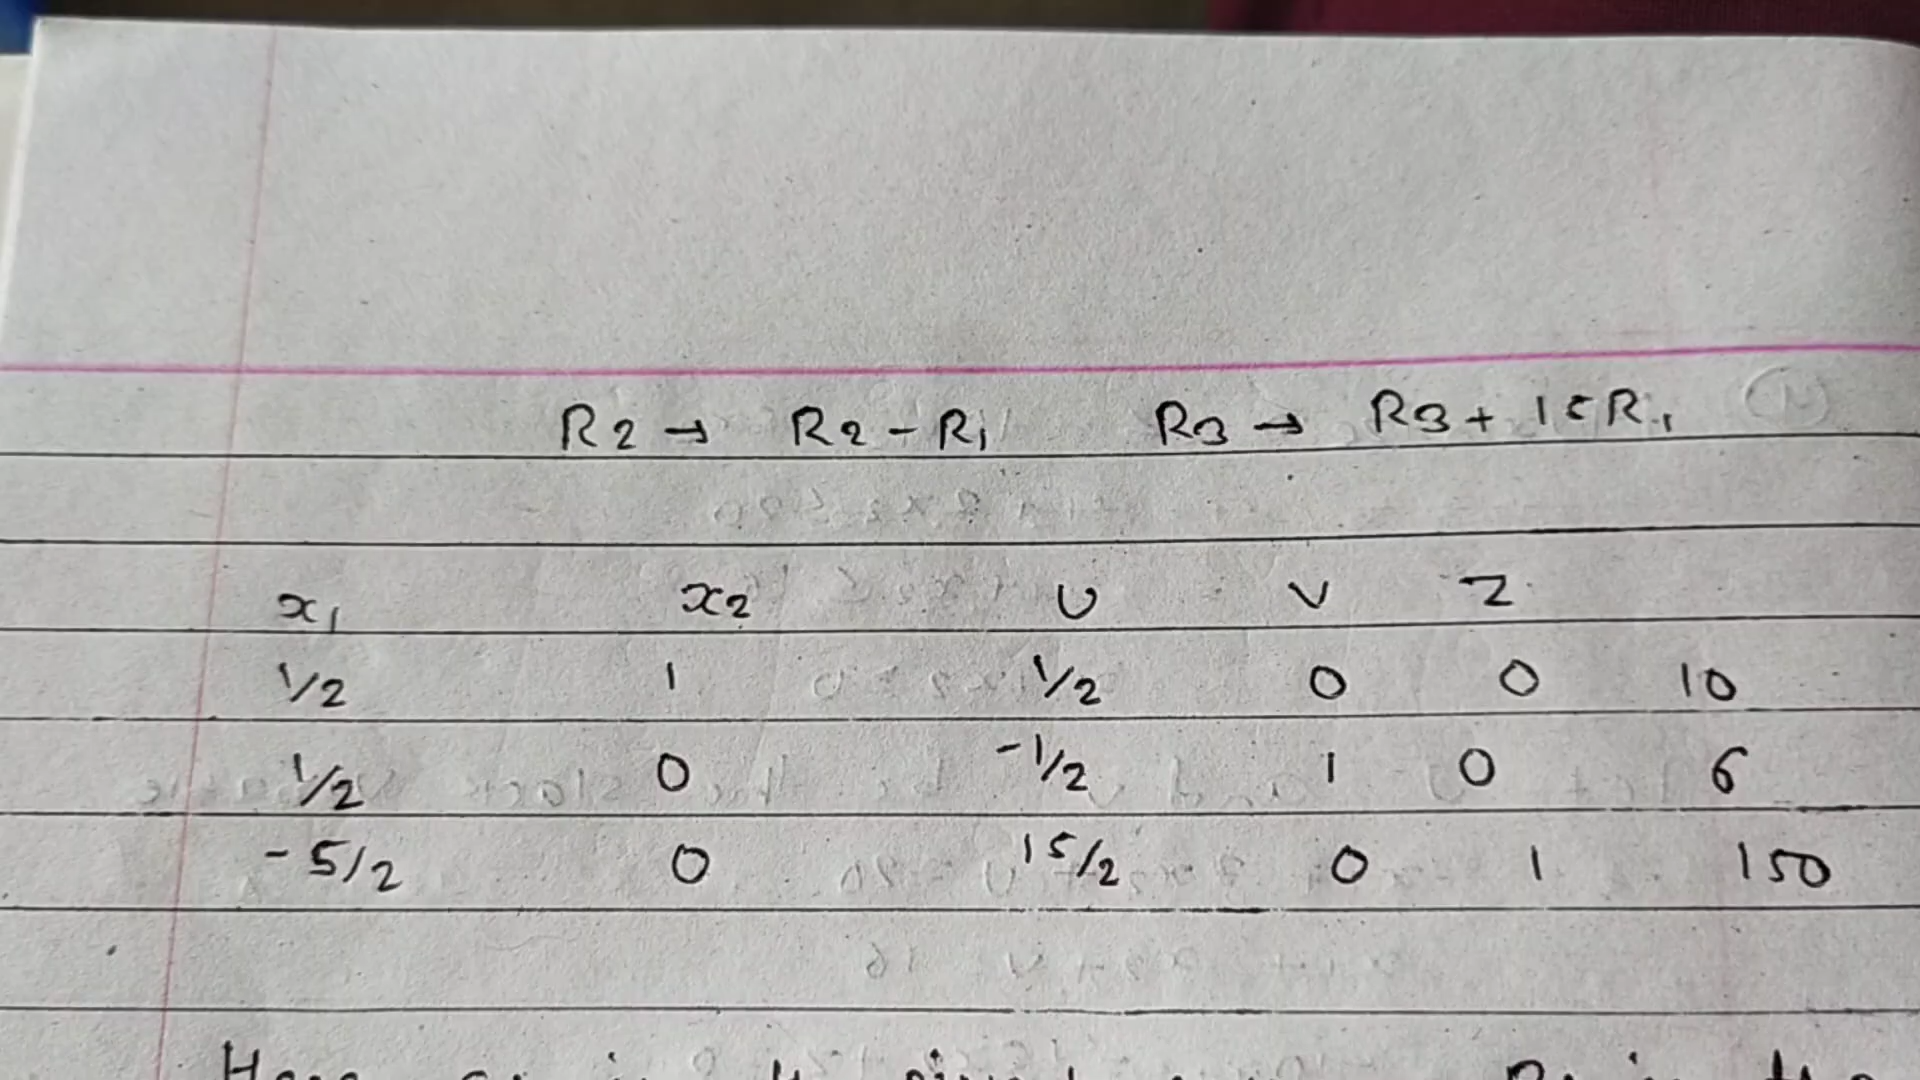 R2 → R2 - R1 R3 → R3 + 15R1
x1 x2 U V Z
1/2 1 1/2 0 0 10
1/2 0 -1/2 1 0 6
-5/2 0 15/2 0 1 150